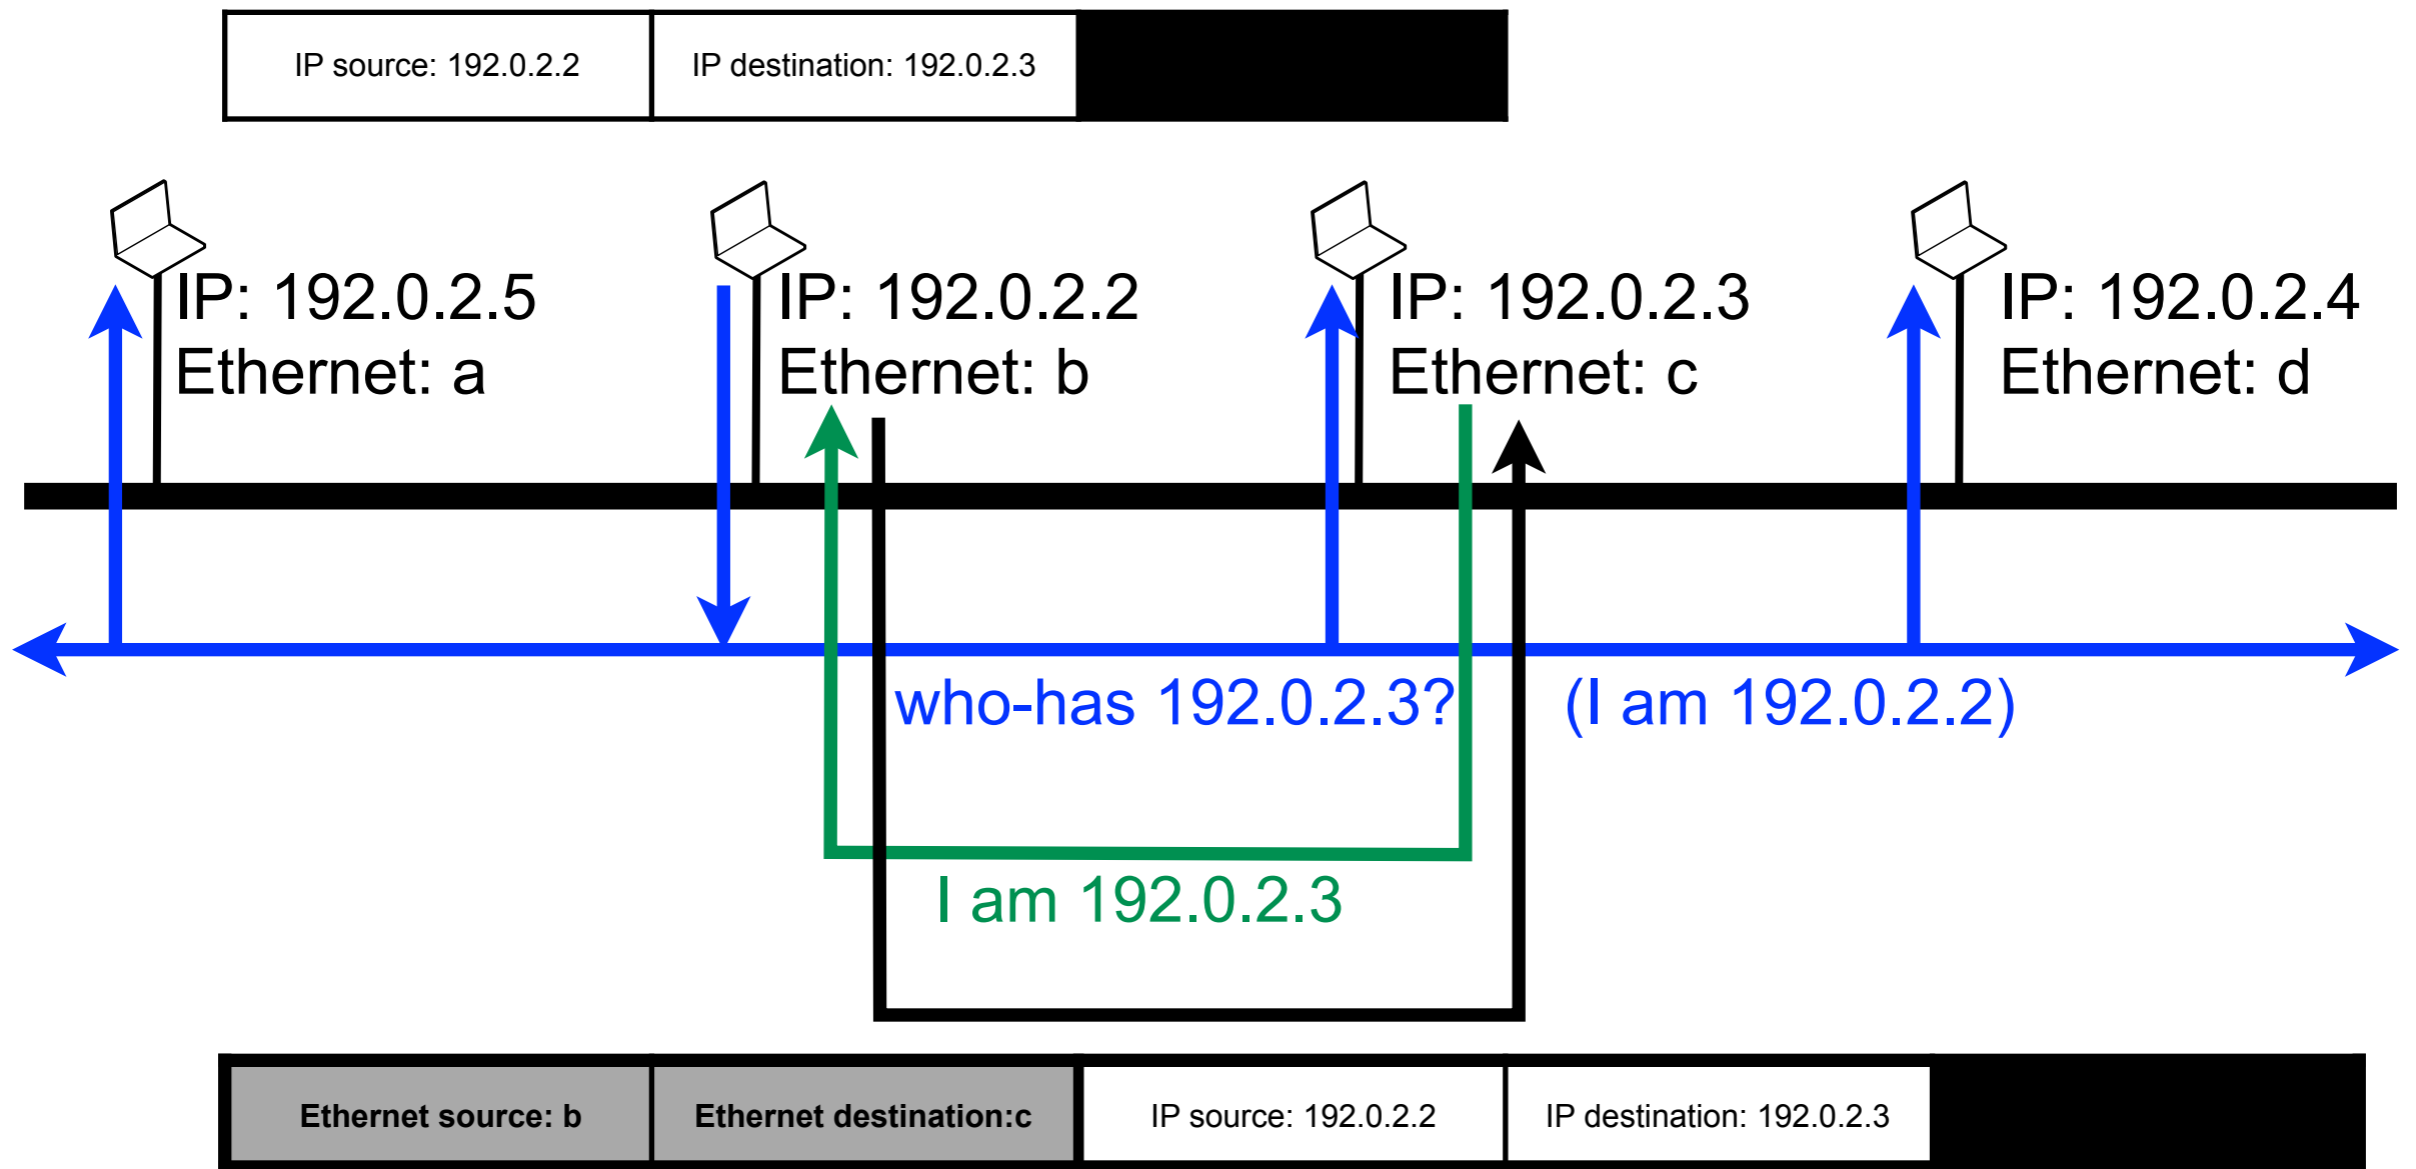 IP source: 192.0.2.2
IP destination: 192.0.2.3
IP: 192.0.2.5
Ethernet: a
IP: 192.0.2.2
Ethernet: b
IP: 192.0.2.3
Ethernet: c
IP: 192.0.2.4
Ethernet: d
who-has 192.0.2.3?
(I am 192.0.2.2)
I am 192.0.2.3
Ethernet source: b
Ethernet destination:c
IP source: 192.0.2.2
IP destination: 192.0.2.3